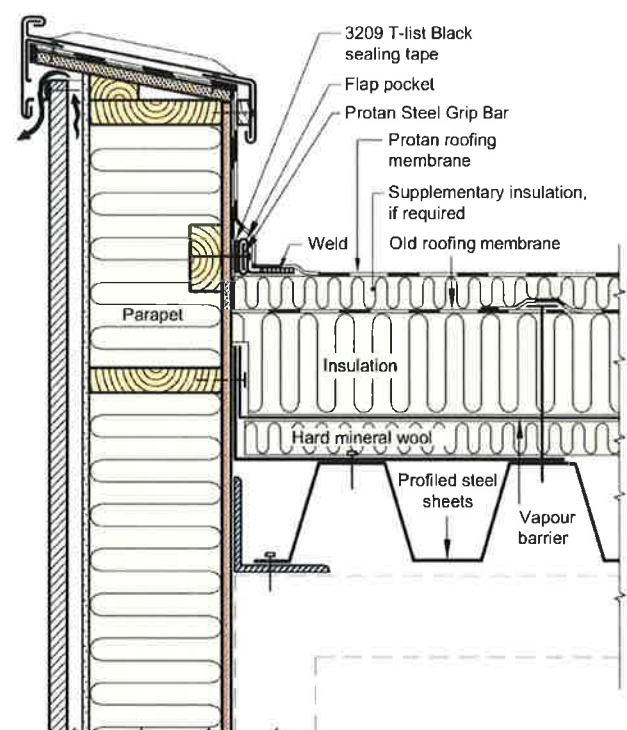 3209 T-list Black
sealing tape
Flap pocket
Protan Steel Grip Bar
Protan roofing
membrane
Supplementary insulation,
if required
Weld
Old roofing membrane
Parapet
Insulation
Hard mineral wool
Profiled steel
sheets
Vapour
barrier